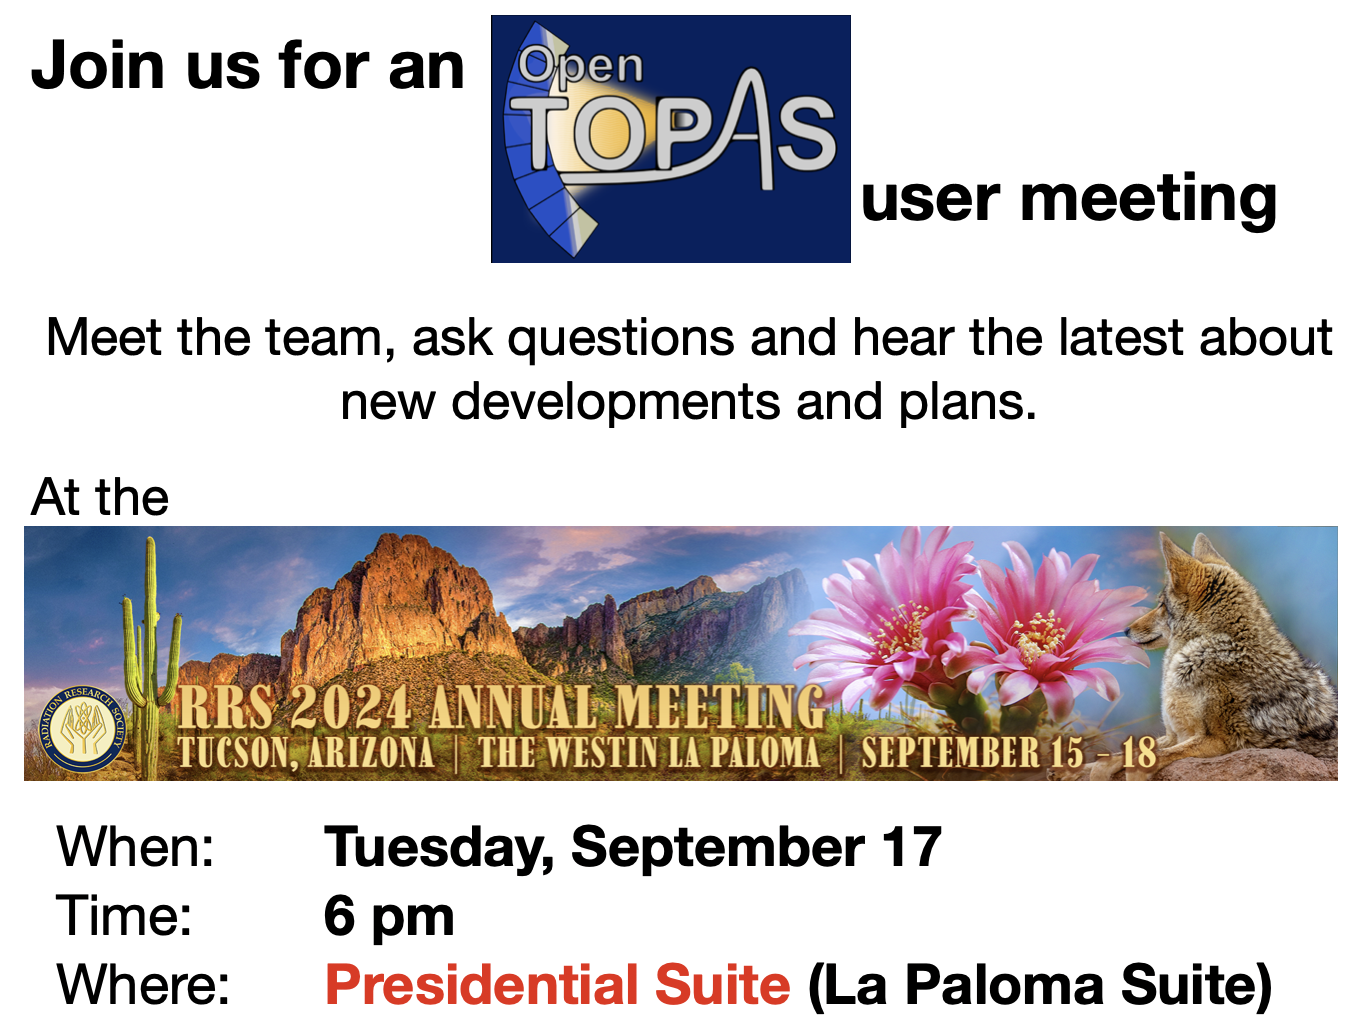 Join us for an
Open
TOPAS
user meeting
Meet the team, ask questions and hear the latest about
new developments and plans.
At the
RADIATION RESEARCH SOCIETY
RRS 2024 ANNUAL MEETING
TUCSON, ARIZONA | THE WESTIN LA PALOMA | SEPTEMBER 15 - 18
When: Tuesday, September 17
Time: 6 pm
Where: Presidential Suite (La Paloma Suite)